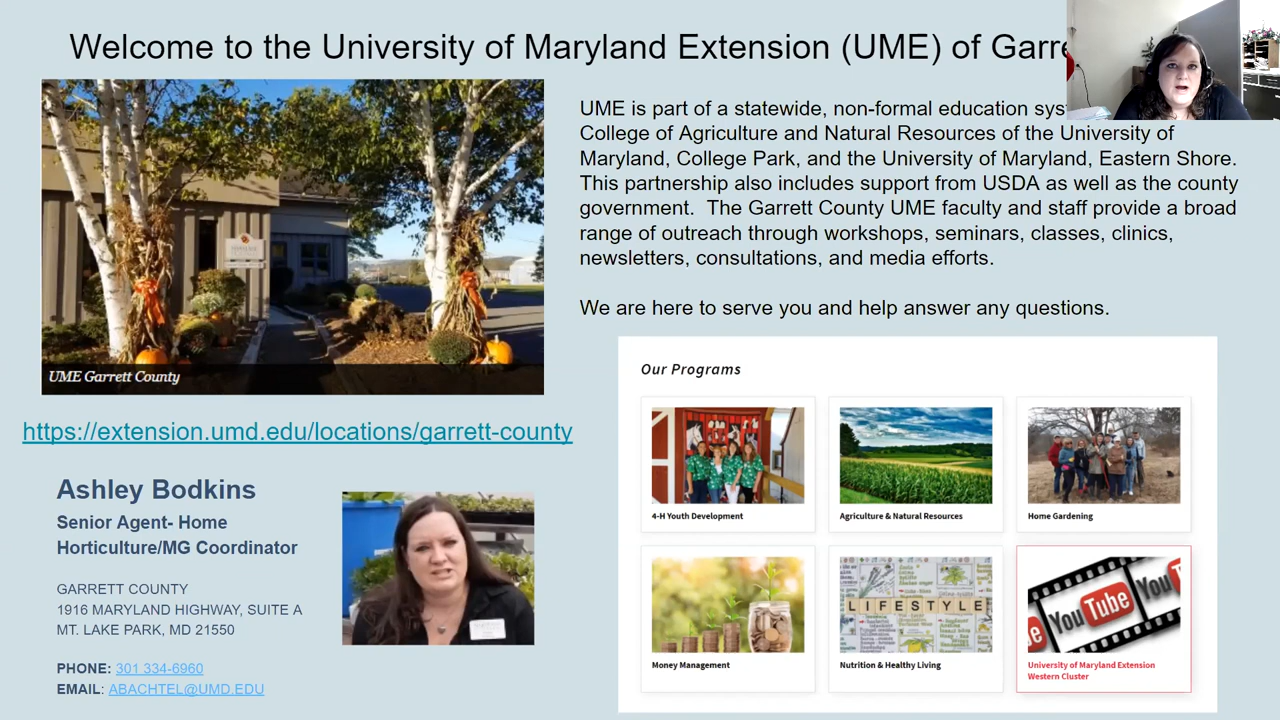 Welcome to the University of Maryland Extension (UME) of Garre
UME is part of a statewide, non-formal education sys
College of Agriculture and Natural Resources of the University of
Maryland, College Park, and the University of Maryland, Eastern Shore.
This partnership also includes support from USDA as well as the county
government.  The Garrett County UME faculty and staff provide a broad
range of outreach through workshops, seminars, classes, clinics,
newsletters, consultations, and media efforts.
We are here to serve you and help answer any questions.
UME Garrett County
https://extension.umd.edu/locations/garrett-county
Ashley Bodkins
Senior Agent- Home
Horticulture/MG Coordinator
GARRETT COUNTY
1916 MARYLAND HIGHWAY, SUITE A
MT. LAKE PARK, MD 21550
PHONE: 301 334-6960
EMAIL: ABACHTEL@UMD.EDU
Our Programs
4-H Youth Development
Agriculture & Natural Resources
Home Gardening
LIFESTYLE
YouTube
Money Management
Nutrition & Healthy Living
University of Maryland Extension
Western Cluster